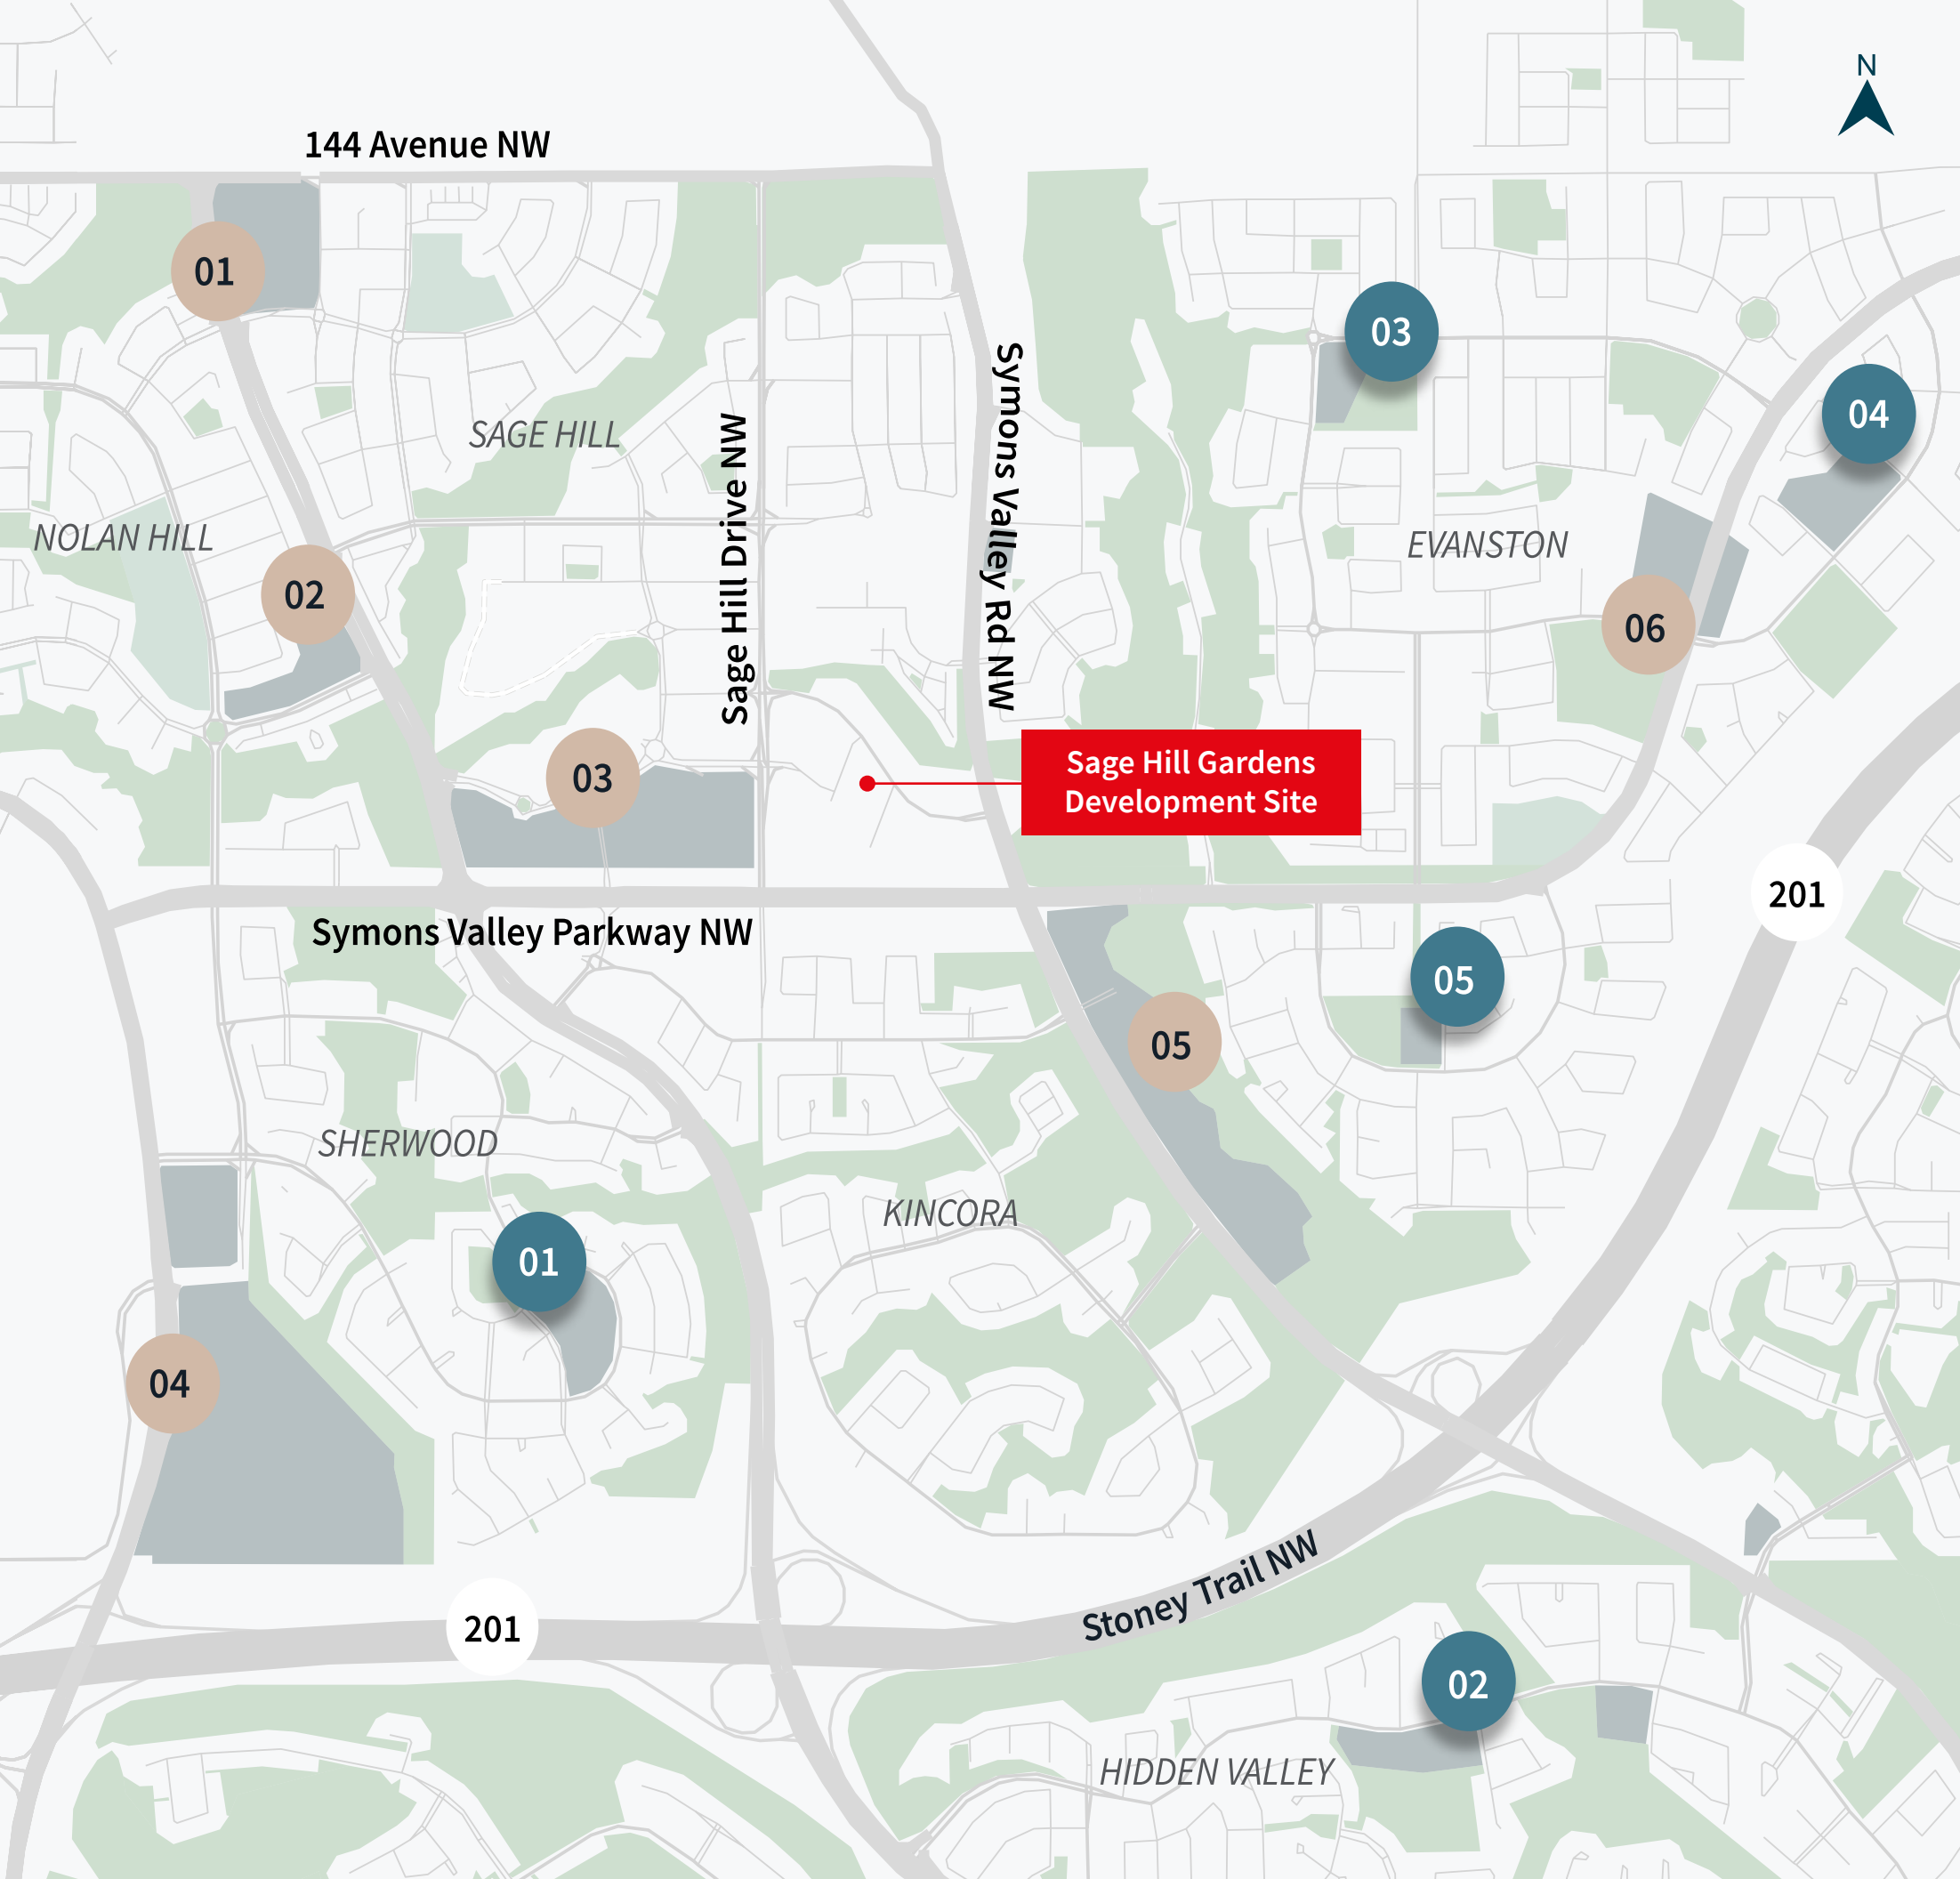 N
144 Avenue NW
01
03
04
SAGE HILL
Sage Hill Drive NW
Symons Valley Rd NW
NOLAN HILL
EVANSTON
02
06
03
Sage Hill Gardens
Development Site
201
Symons Valley Parkway NW
05
05
SHERWOOD
KINCORA
01
04
Stoney Trail NW
201
02
HIDDEN VALLEY